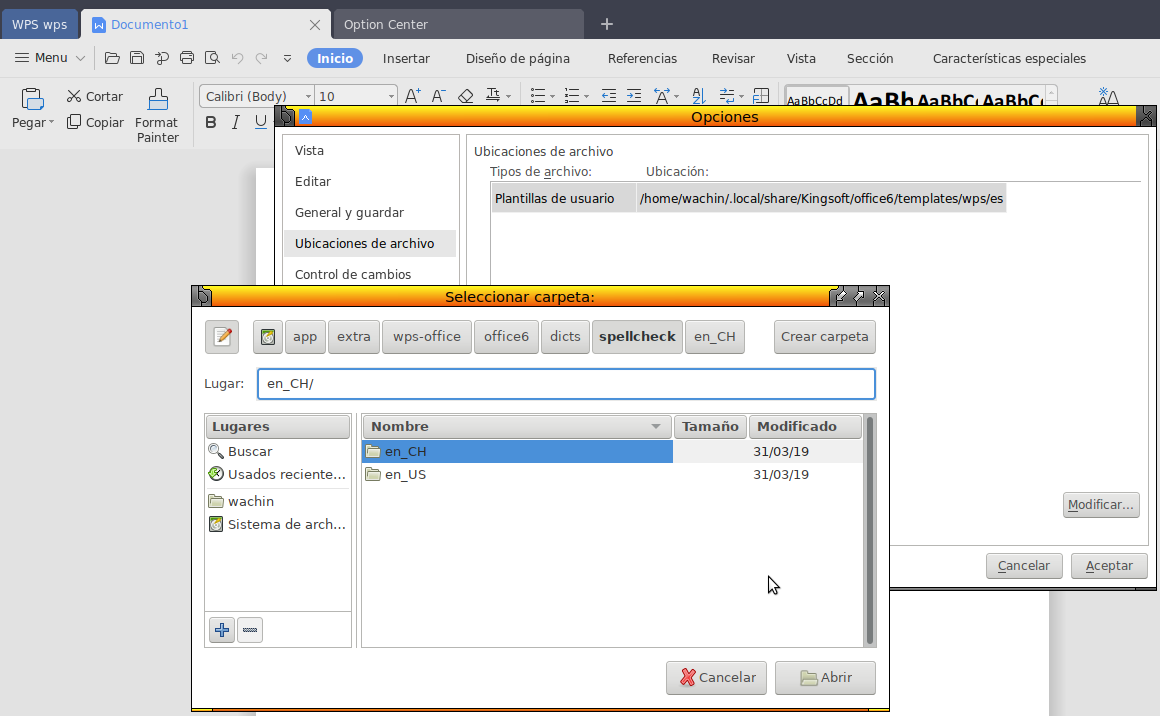 WPS wps
Documento1
Option Center
Menu
Inicio
Insertar
Diseño de página
Referencias
Revisar
Vista
Sección
Características especiales
Pegar
Cortar
Copiar
Format
Painter
Calibri (Body)
10
B I U
AaBbCcDd
Opciones
Vista
Editar
General y guardar
Ubicaciones de archivo
Control de cambios
Ubicaciones de archivo
Tipos de archivo: Ubicación:
Plantillas de usuario /home/wachin/.local/share/Kingsoft/office6/templates/wps/es
Modificar...
Cancelar
Aceptar
Seleccionar carpeta:
app
extra
wps-office
office6
dicts
spellcheck
en_CH
Crear carpeta
Lugar: en_CH/
Lugares
Buscar
Usados reciente...
wachin
Sistema de arch...
Nombre Tamaño Modificado
en_CH 31/03/19
en_US 31/03/19
Cancelar
Abrir